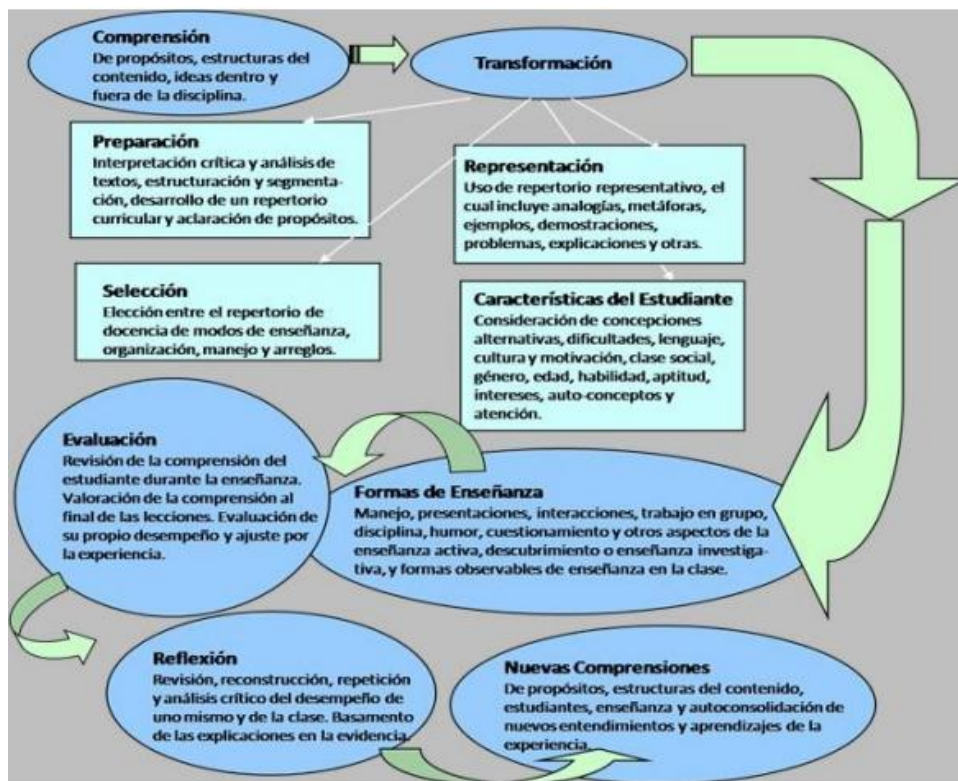 Comprensión
De propósitos, estructuras del
contenido, ideas dentro y
fuera de la disciplina.
Transformación
Preparación
Interpretación crítica y análisis de
textos, estructuración y segmenta-
ción, desarrollo de un repertorio
curricular y aclaración de propósitos.
Representación
Uso de repertorio representativo, el
cual incluye analogías, metáforas,
ejemplos, demostraciones,
problemas, explicaciones y otras.
Selección
Elección entre el repertorio de
docencia de modos de enseñanza,
organización, manejo y arreglos.
Características del Estudiante
Consideración de concepciones
alternativas, dificultades, lenguaje,
cultura y motivación, clase social,
género, edad, habilidad, aptitud,
intereses, auto-conceptos y
atención.
Evaluación
Revisión de la comprensión del
estudiante durante la enseñanza.
Valoración de la comprensión al
final de las lecciones. Evaluación de
su propio desempeño y ajuste por
la experiencia.
Formas de Enseñanza
Manejo, presentaciones, interacciones, trabajo en grupo,
disciplina, humor, cuestionamiento y otros aspectos de la
enseñanza activa, descubrimiento o enseñanza investiga-
tiva, y formas observables de enseñanza en la clase.
Reflexión
Revisión, reconstrucción, repetición
y análisis crítico del desempeño de
uno mismo y de la clase. Basamento
de las explicaciones en la evidencia.
Nuevas Comprensiones
De propósitos, estructuras del contenido,
estudiantes, enseñanza y autoconsolidación de
nuevos entendimientos y aprendizajes de la
experiencia.